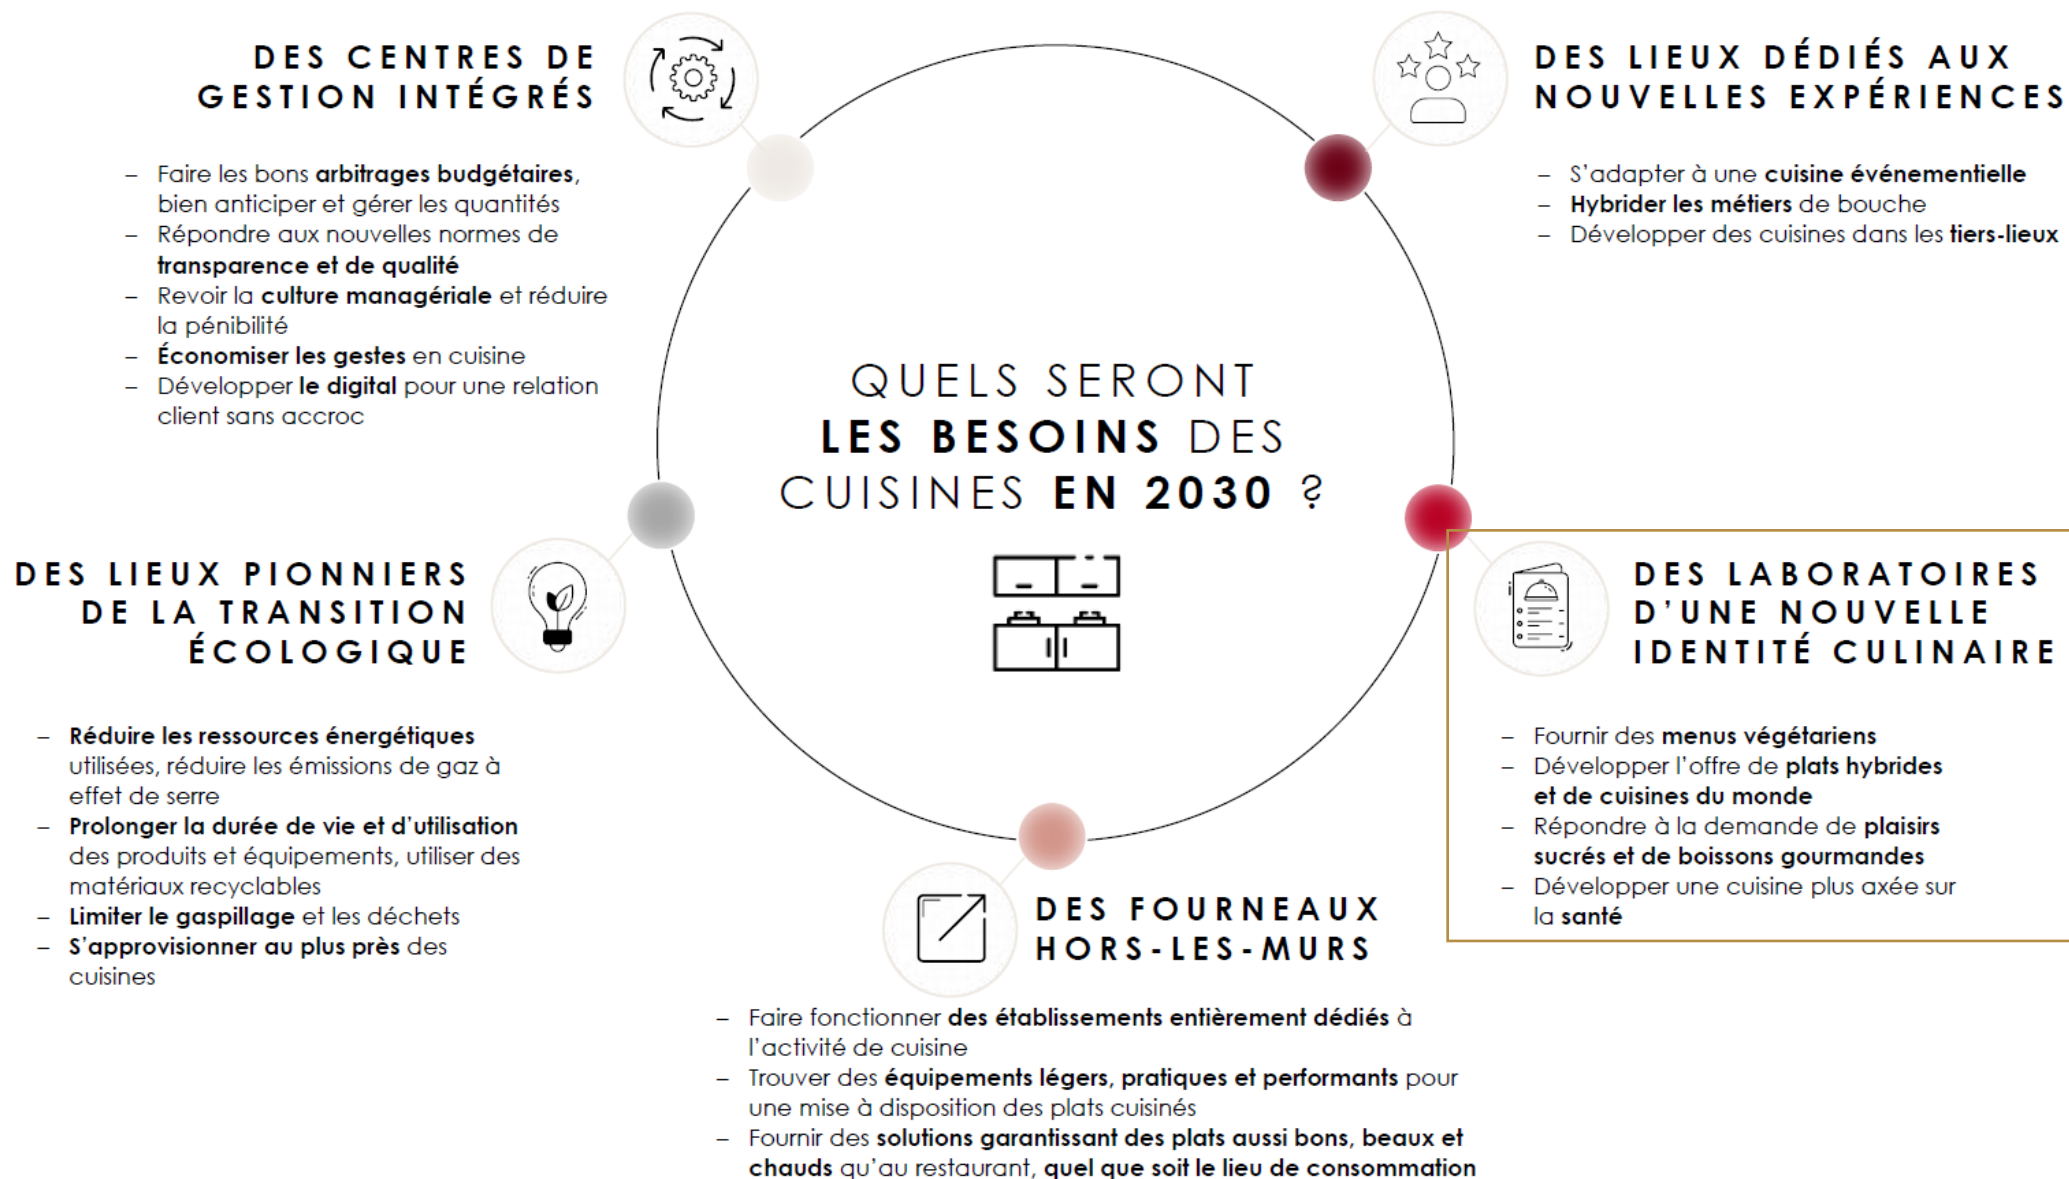 DES CENTRES DE
GESTION INTÉGRÉS
– Faire les bons arbitrages budgétaires,
bien anticiper et gérer les quantités
– Répondre aux nouvelles normes de
transparence et de qualité
– Revoir la culture managériale et réduire
la pénibilité
– Économiser les gestes en cuisine
– Développer le digital pour une relation
client sans accroc
DES LIEUX DÉDIÉS AUX
NOUVELLES EXPÉRIENCES
– S'adapter à une cuisine événementielle
– Hybrider les métiers de bouche
– Développer des cuisines dans les tiers-lieux
QUELS SERONT
LES BESOINS DES
CUISINES EN 2030 ?
DES LIEUX PIONNIERS
DE LA TRANSITION
ÉCOLOGIQUE
– Réduire les ressources énergétiques
utilisées, réduire les émissions de gaz à
effet de serre
– Prolonger la durée de vie et d'utilisation
des produits et équipements, utiliser des
matériaux recyclables
– Limiter le gaspillage et les déchets
– S'approvisionner au plus près des
cuisines
DES LABORATOIRES
D'UNE NOUVELLE
IDENTITÉ CULINAIRE
– Fournir des menus végétariens
– Développer l'offre de plats hybrides
et de cuisines du monde
– Répondre à la demande de plaisirs
sucrés et de boissons gourmandes
– Développer une cuisine plus axée sur
la santé
DES FOURNEAUX
HORS-LES-MURS
– Faire fonctionner des établissements entièrement dédiés à
l'activité de cuisine
– Trouver des équipements légers, pratiques et performants pour
une mise à disposition des plats cuisinés
– Fournir des solutions garantissant des plats aussi bons, beaux et
chauds qu'au restaurant, quel que soit le lieu de consommation